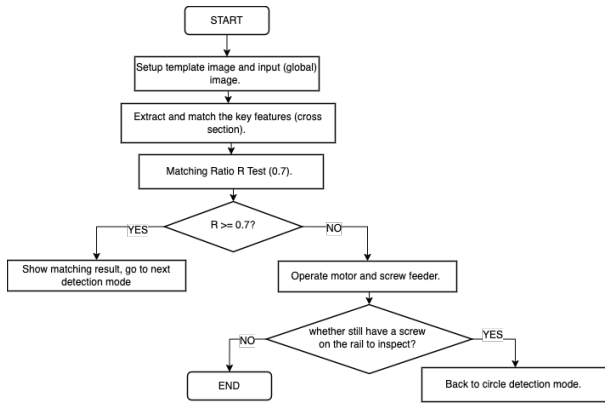 START
Setup template image and input (global)
image.
Extract and match the key features (cross
section).
Matching Ratio R Test (0.7).
R >= 0.7?
YES
NO
Show matching result, go to next
detection mode
Operate motor and screw feeder.
whether still have a screw
on the rail to inspect?
NO
YES
END
Back to circle detection mode.